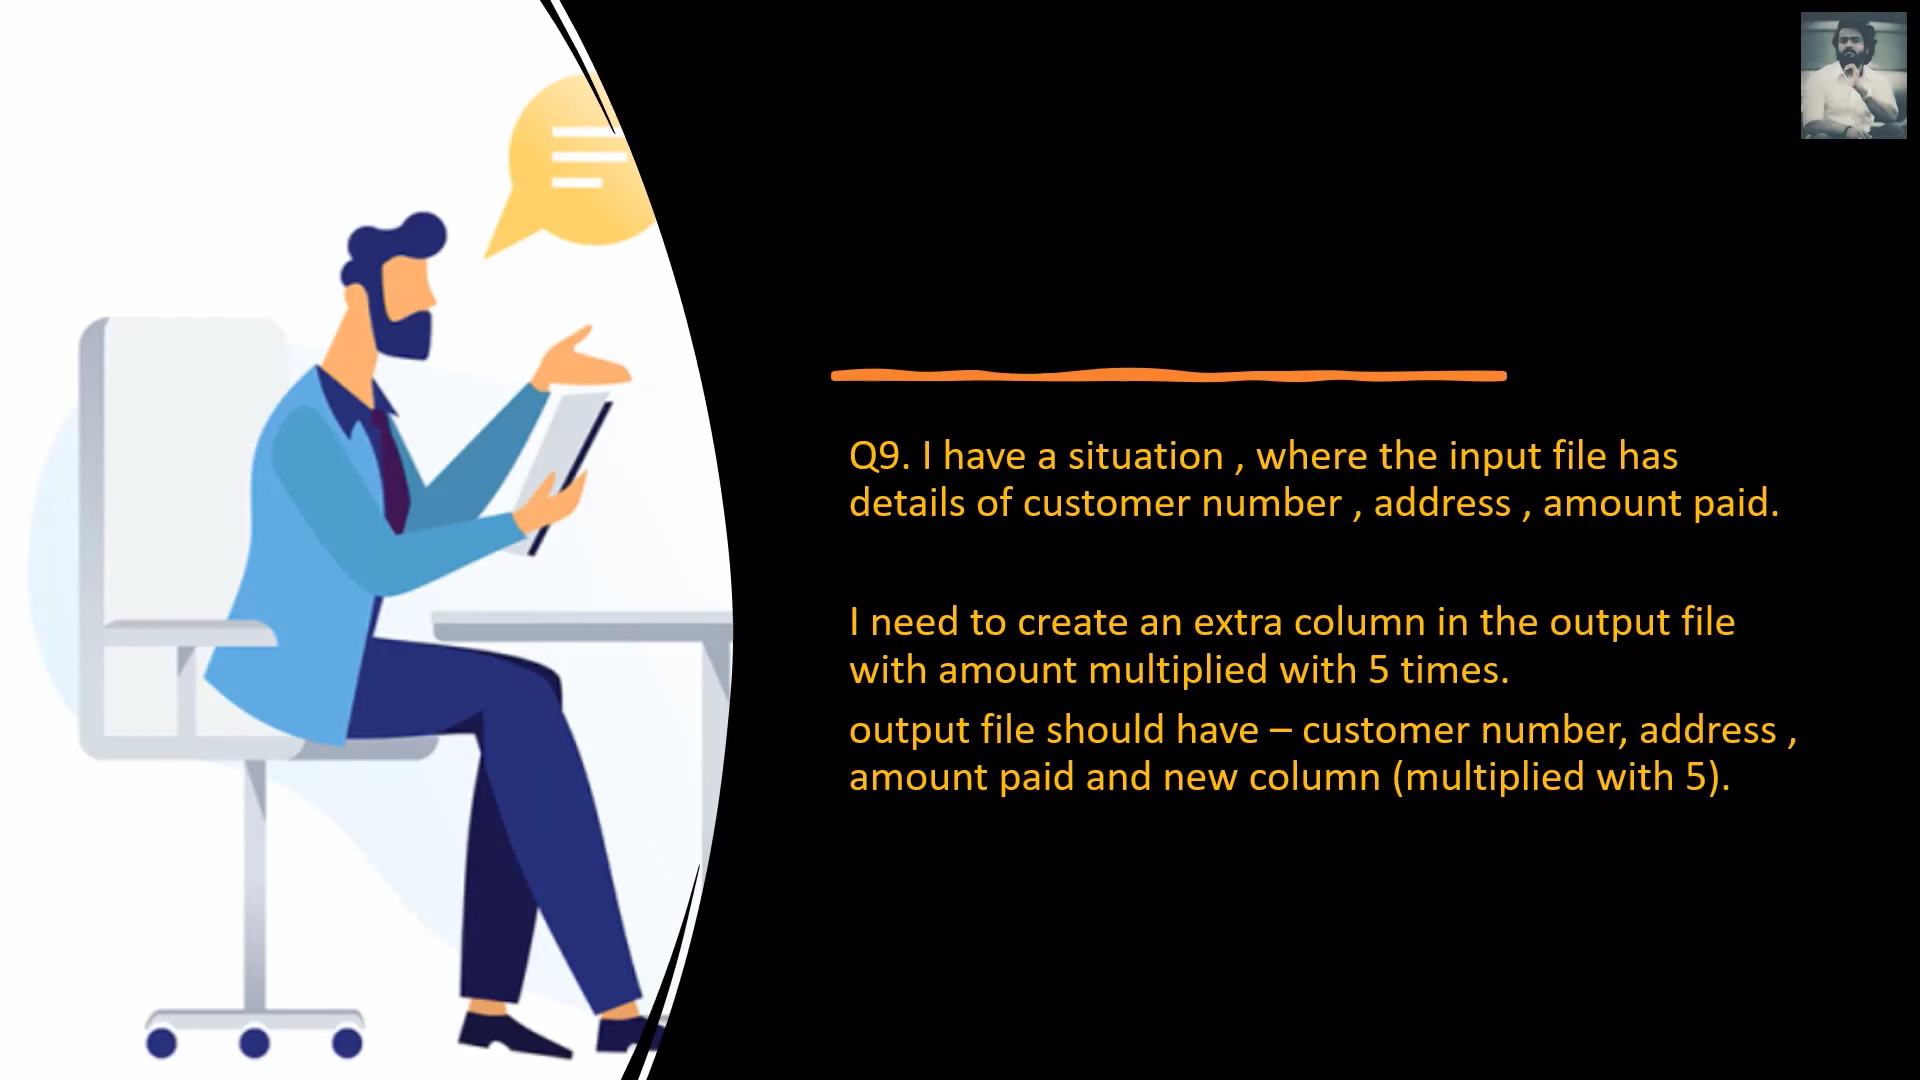 Q9. I have a situation , where the input file has
details of customer number , address , amount paid.
I need to create an extra column in the output file
with amount multiplied with 5 times.
output file should have – customer number, address ,
amount paid and new column (multiplied with 5).